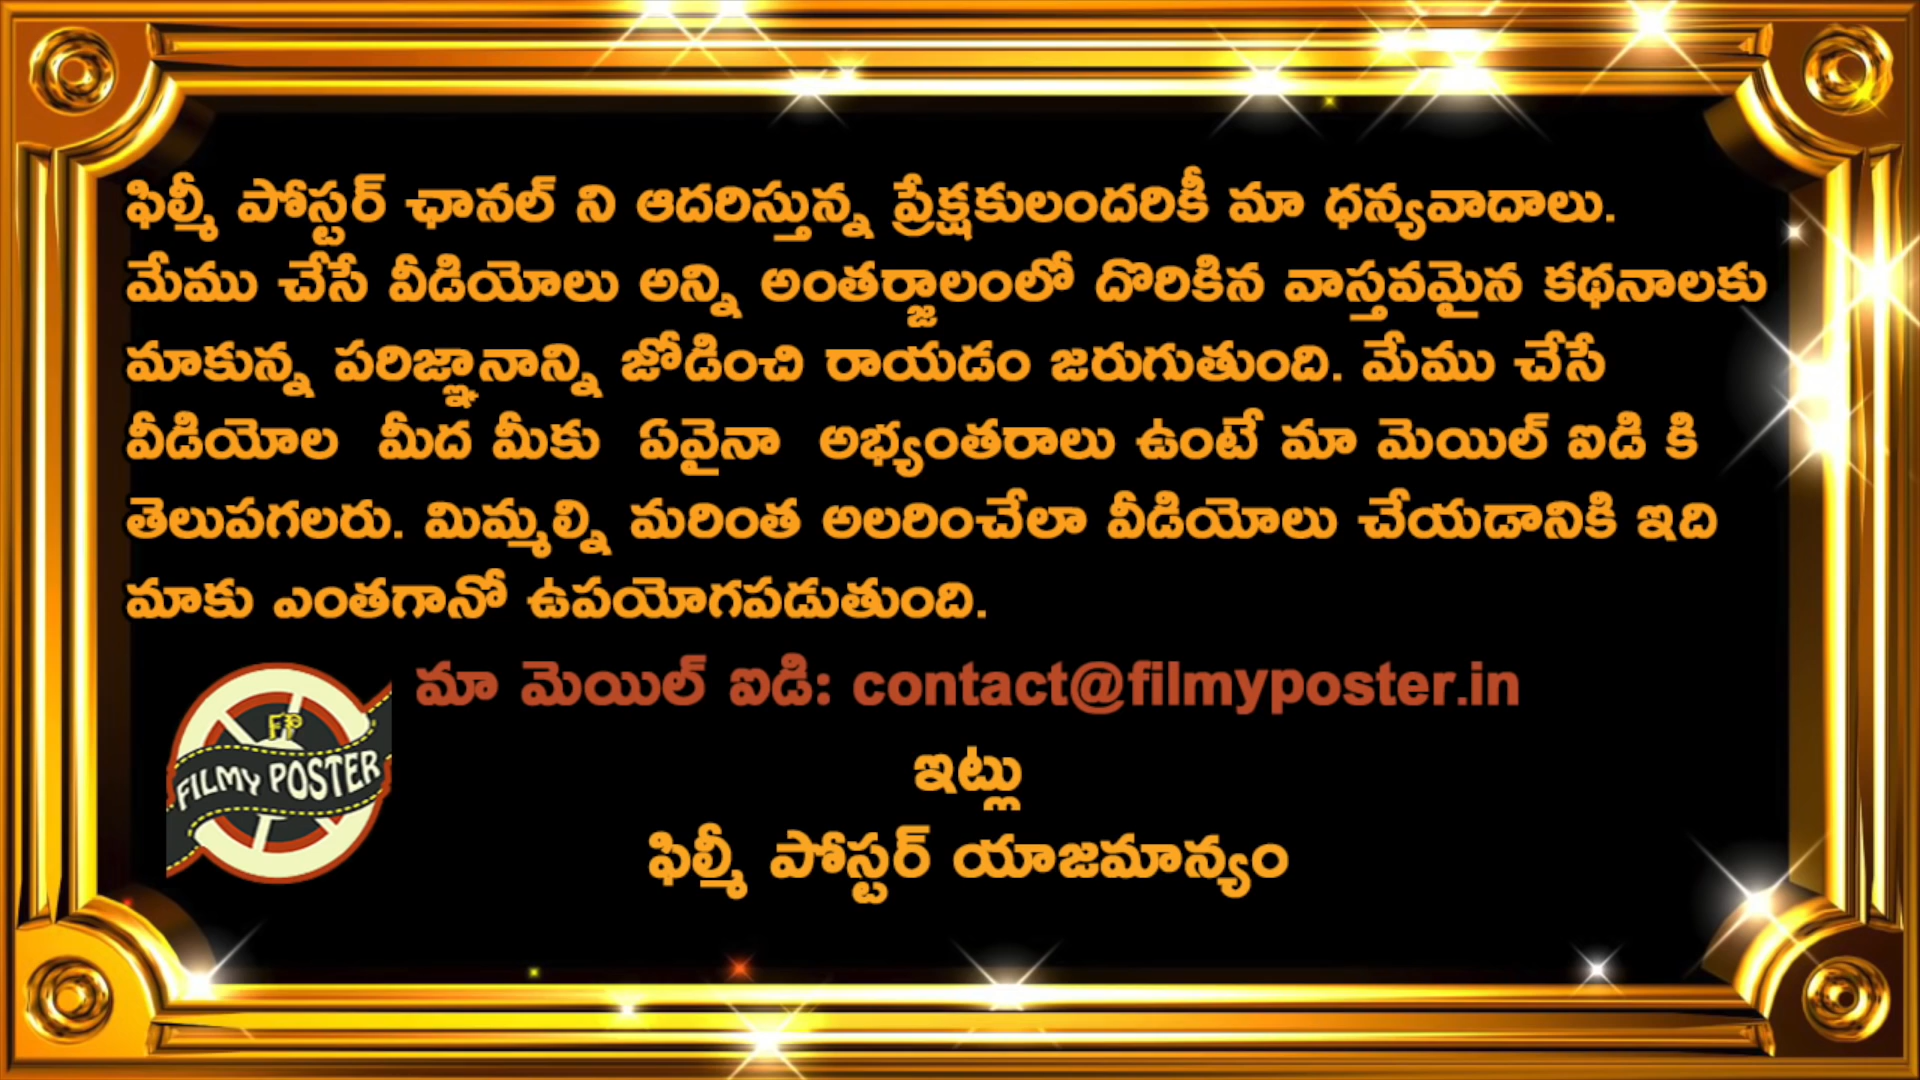 ఫిల్మీ పోస్టర్ ఛానల్ ని ఆదరిస్తున్న ప్రేక్షకులందరికీ మా ధన్యవాదాలు.
మేము చేసే వీడియోలు అన్ని అంతర్జాలంలో దొరికిన వాస్తవమైన కథనాలకు
మాకున్న పరిజ్ఞానాన్ని జోడించి రాయడం జరుగుతుంది. మేము చేసే
వీడియోల మీద మీకు ఏవైనా అభ్యంతరాలు ఉంటే మా మెయిల్ ఐడి కి
తెలుపగలరు. మిమ్మల్ని మరింత అలరించేలా వీడియోలు చేయడానికి ఇది
మాకు ఎంతగానో ఉపయోగపడుతుంది.
మా మెయిల్ ఐడి: contact@filmyposter.in
FP
FILMY POSTER
ఇట్లు
ఫిల్మీ పోస్టర్ యాజమాన్యం